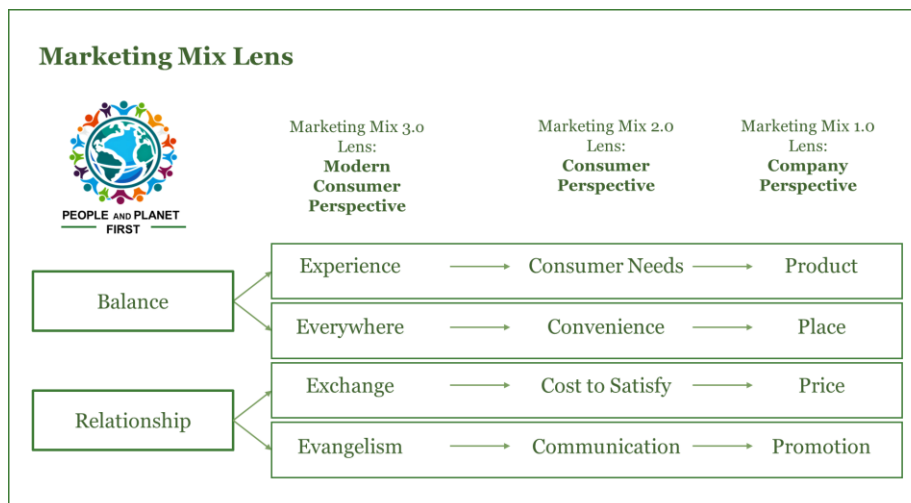 Marketing Mix Lens
PEOPLE AND PLANET
FIRST
Marketing Mix 3.0
Lens:
Modern
Consumer
Perspective
Marketing Mix 2.0
Lens:
Consumer
Perspective
Marketing Mix 1.0
Lens:
Company
Perspective
Balance
Experience Consumer Needs Product
Everywhere Convenience Place
Relationship
Exchange Cost to Satisfy Price
Evangelism Communication Promotion